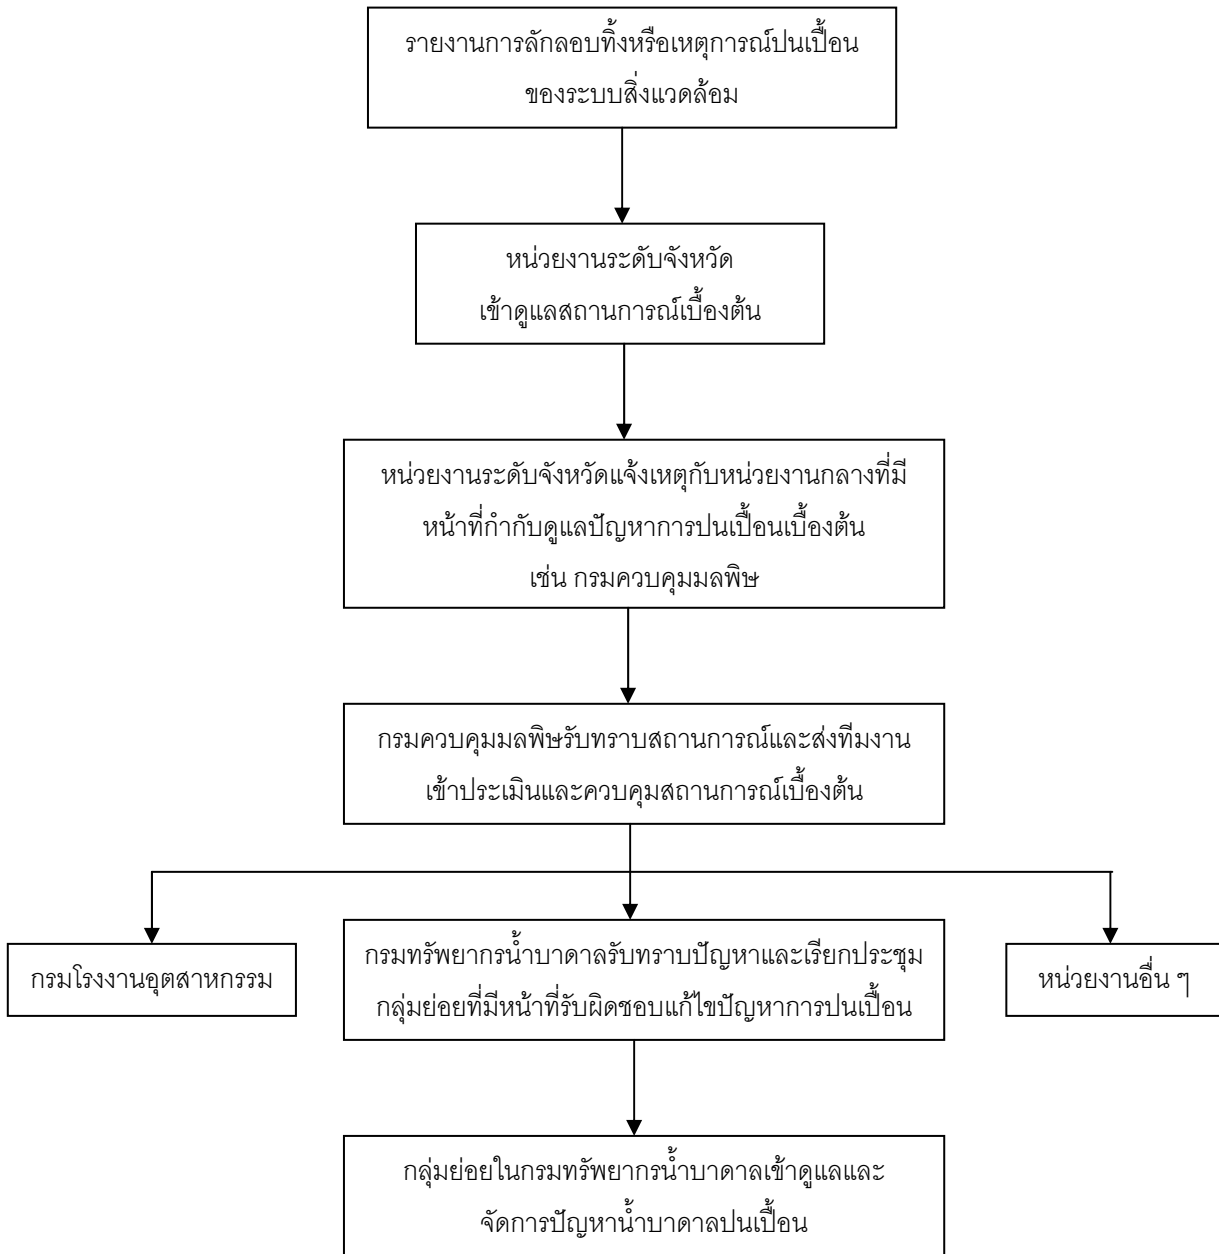 รายงานการลักลอบทิ้งหรือเหตุการณ์ปนเปื้อน
ของระบบสิ่งแวดล้อม
หน่วยงานระดับจังหวัด
เข้าดูแลสถานการณ์เบื้องต้น
หน่วยงานระดับจังหวัดแจ้งเหตุกับหน่วยงานกลางที่มี
หน้าที่กำกับดูแลปัญหาการปนเปื้อนเบื้องต้น
เช่น กรมควบคุมมลพิษ
กรมควบคุมมลพิษรับทราบสถานการณ์และส่งทีมงาน
เข้าประเมินและควบคุมสถานการณ์เบื้องต้น
กรมโรงงานอุตสาหกรรม
กรมทรัพยากรน้ำบาดาลรับทราบปัญหาและเรียกประชุม
กลุ่มย่อยที่มีหน้าที่รับผิดชอบแก้ไขปัญหาการปนเปื้อน
หน่วยงานอื่น ๆ
กลุ่มย่อยในกรมทรัพยากรน้ำบาดาลเข้าดูแลและ
จัดการปัญหาน้ำบาดาลปนเปื้อน